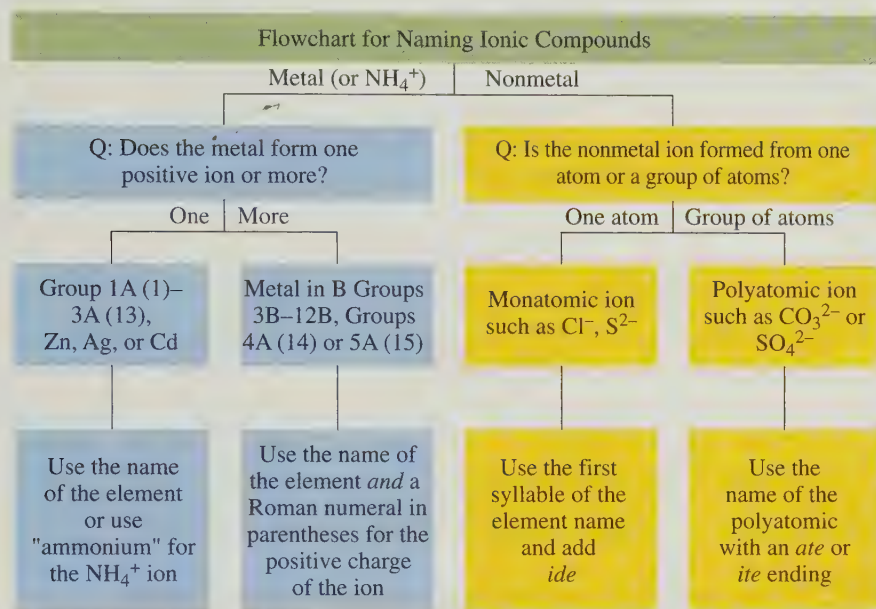 Flowchart for Naming Ionic Compounds
Metal (or NH₄⁺) Nonmetal
Q: Does the metal form one
positive ion or more?
Q: Is the nonmetal ion formed from one
atom or a group of atoms?
One More
One atom Group of atoms
Group 1A (1)–
3A (13),
Zn, Ag, or Cd
Metal in B Groups
3B–12B, Groups
4A (14) or 5A (15)
Monatomic ion
such as Cl⁻, S²⁻
Polyatomic ion
such as CO₃²⁻ or
SO₄²⁻
Use the name
of the element
or use
"ammonium" for
the NH₄⁺ ion
Use the name of
the element and a
Roman numeral in
parentheses for the
positive charge
of the ion
Use the first
syllable of the
element name
and add
ide
Use the
name of the
polyatomic
with an ate or
ite ending